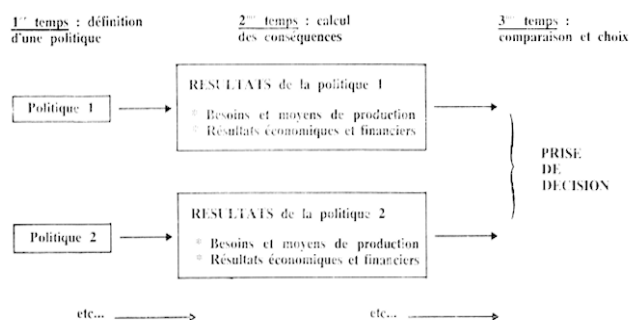 1er temps : définition
d'une politique
2me temps : calcul
des conséquences
3me temps :
comparaison et choix
Politique 1
RESULTATS de la politique 1
Besoins et moyens de production
Résultats économiques et financiers
Politique 2
RESULTATS de la politique 2
Besoins et moyens de production
Résultats économiques et financiers
PRISE
DE
DECISION
etc...
etc...